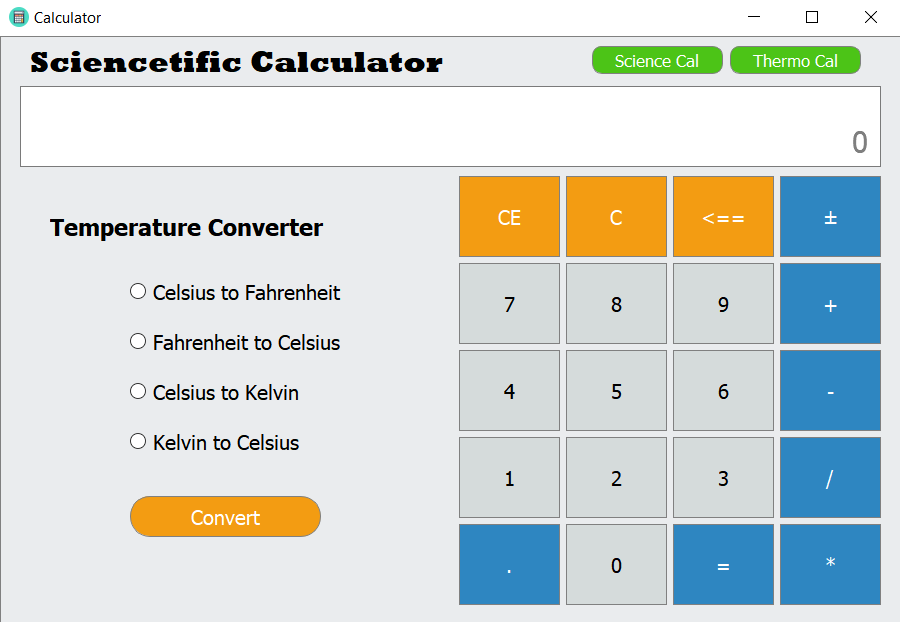 Calculator
Sciencetific Calculator
Science Cal
Thermo Cal
0
Temperature Converter
Celsius to Fahrenheit
Fahrenheit to Celsius
Celsius to Kelvin
Kelvin to Celsius
Convert
CE C <== ±
7 8 9 +
4 5 6 -
1 2 3 /
. 0 = *